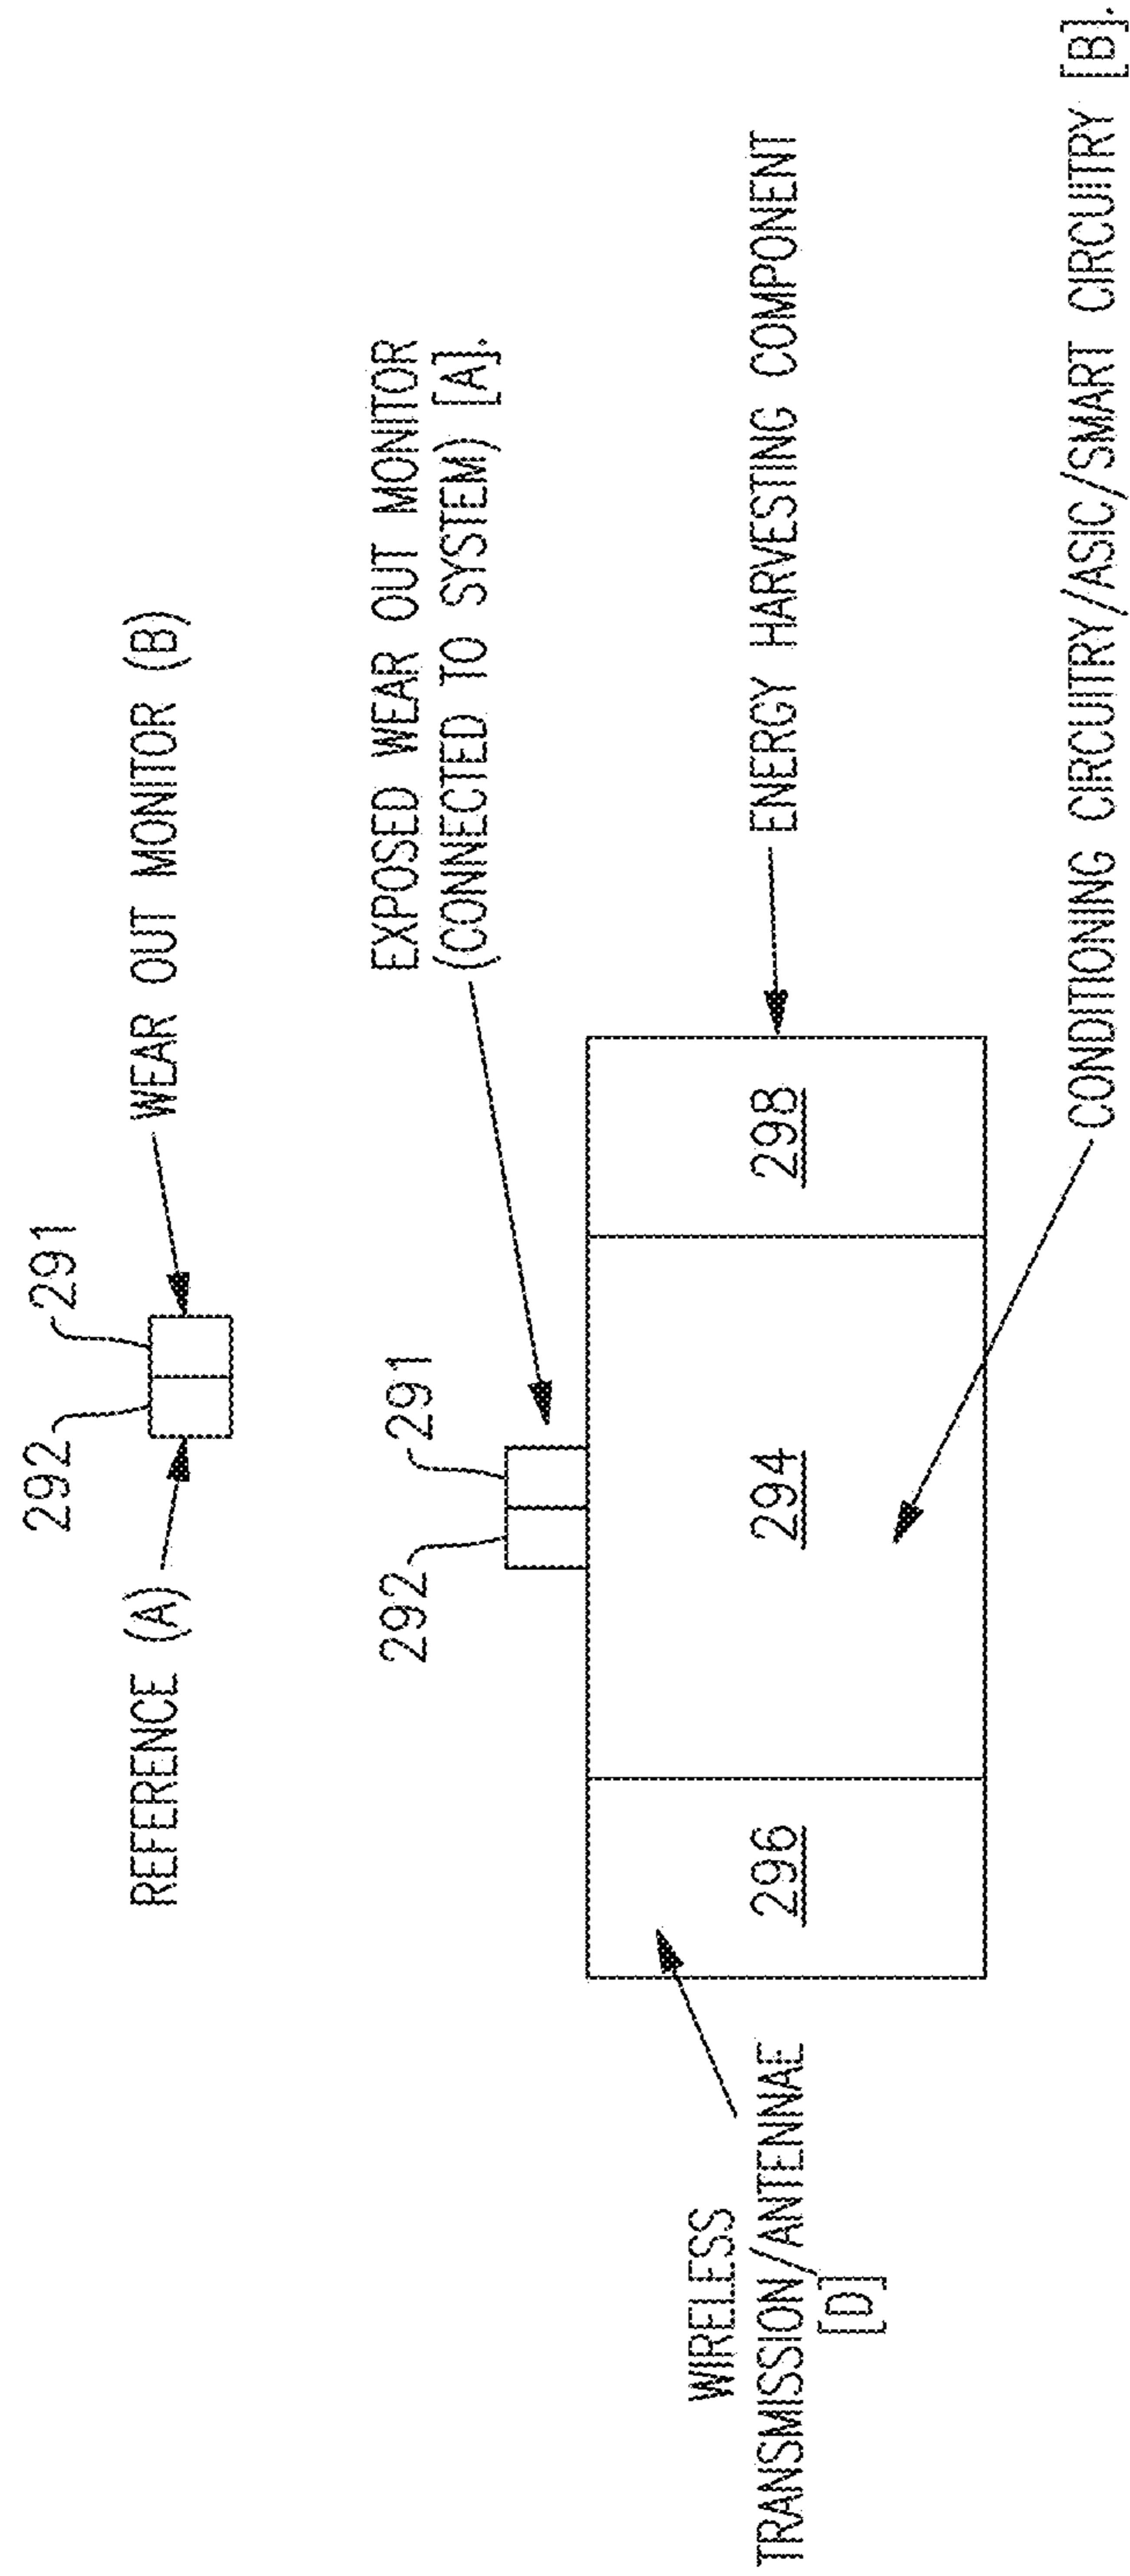 292
291
REFERENCE (A)
WEAR OUT MONITOR (B)
EXPOSED WEAR OUT MONITOR
(CONNECTED TO SYSTEM) [A].
292
291
WIRELESS
TRANSMISSION/ANTENNAE
[D]
296
294
298
ENERGY HARVESTING COMPONENT
CONDITIONING CIRCUITRY/ASIC/SMART CIRCUITRY [B].